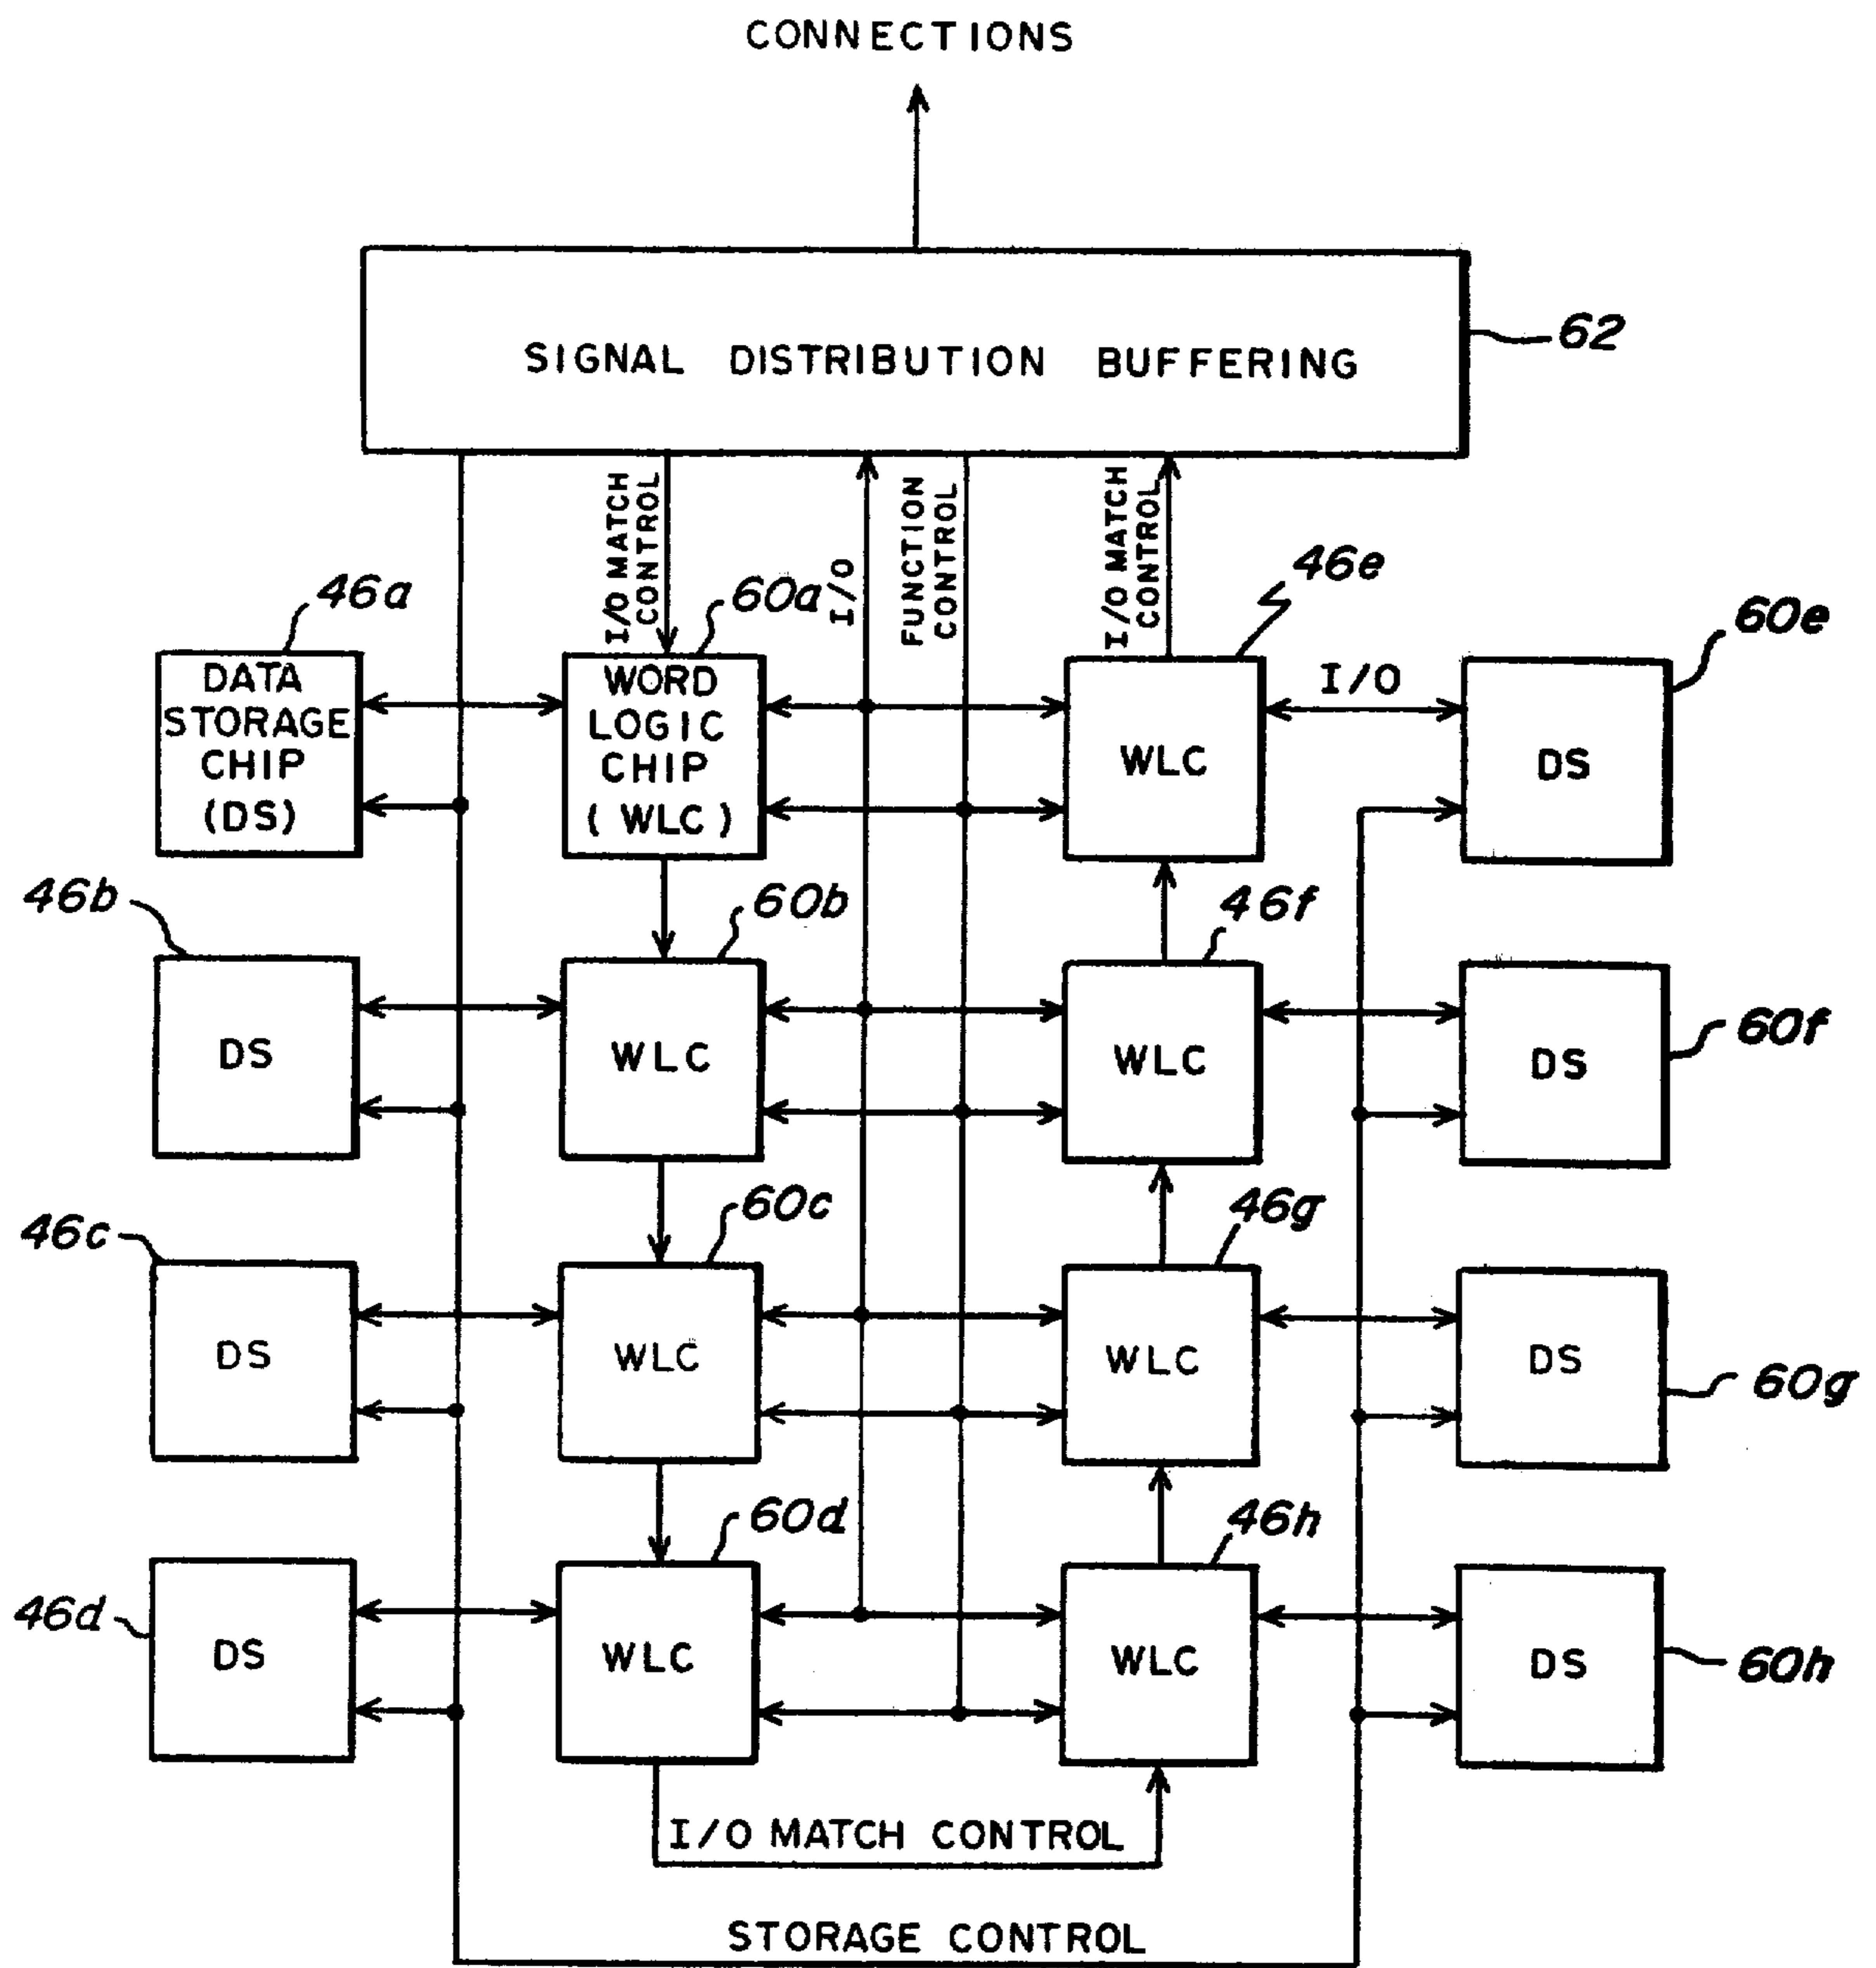 CONNECTIONS
SIGNAL DISTRIBUTION BUFFERING
62
I/O MATCH
CONTROL
I/O
FUNCTION
CONTROL
I/O MATCH
CONTROL
46a
60a
46e
60e
DATA
STORAGE
CHIP
(DS)
WORD
LOGIC
CHIP
(WLC)
WLC
I/O
DS
46b
60b
46f
60f
DS
WLC
WLC
DS
46c
60c
46g
60g
DS
WLC
WLC
DS
46d
60d
46h
60h
DS
WLC
WLC
DS
I/O MATCH CONTROL
STORAGE CONTROL